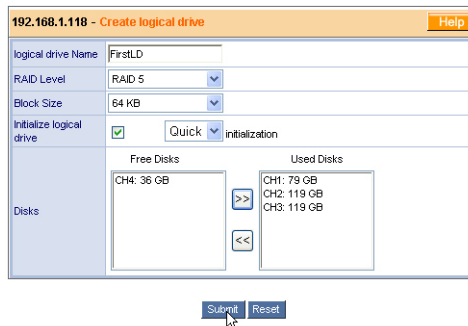 192.168.1.118 - Create logical drive Help
logical drive Name FirstLD
RAID Level RAID 5
Block Size 64 KB
Initialize logical drive Quick initialization
Free Disks Used Disks
Disks
CH4: 36 GB
>>
<<
CH1: 79 GB
CH2: 119 GB
CH3: 119 GB
Submit Reset